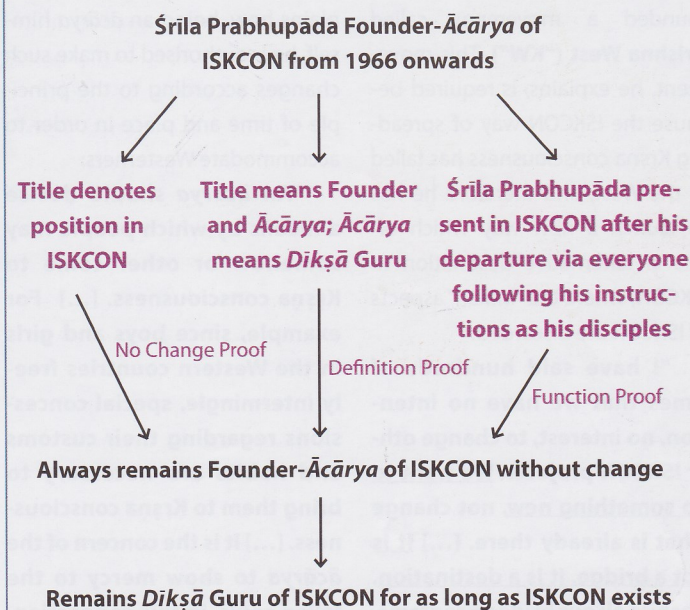 Śrīla Prabhupāda Founder-Ācārya of
ISKCON from 1966 onwards
Title denotes
position in
ISKCON
Title means Founder
and Ācārya; Ācārya
means Dikṣā Guru
Śrīla Prabhupāda pre-
sent in ISKCON after his
departure via everyone
following his instruc-
tions as his disciples
No Change Proof
Definition Proof
Function Proof
Always remains Founder-Ācārya of ISKCON without change
Remains Dikṣā Guru of ISKCON for as long as ISKCON exists